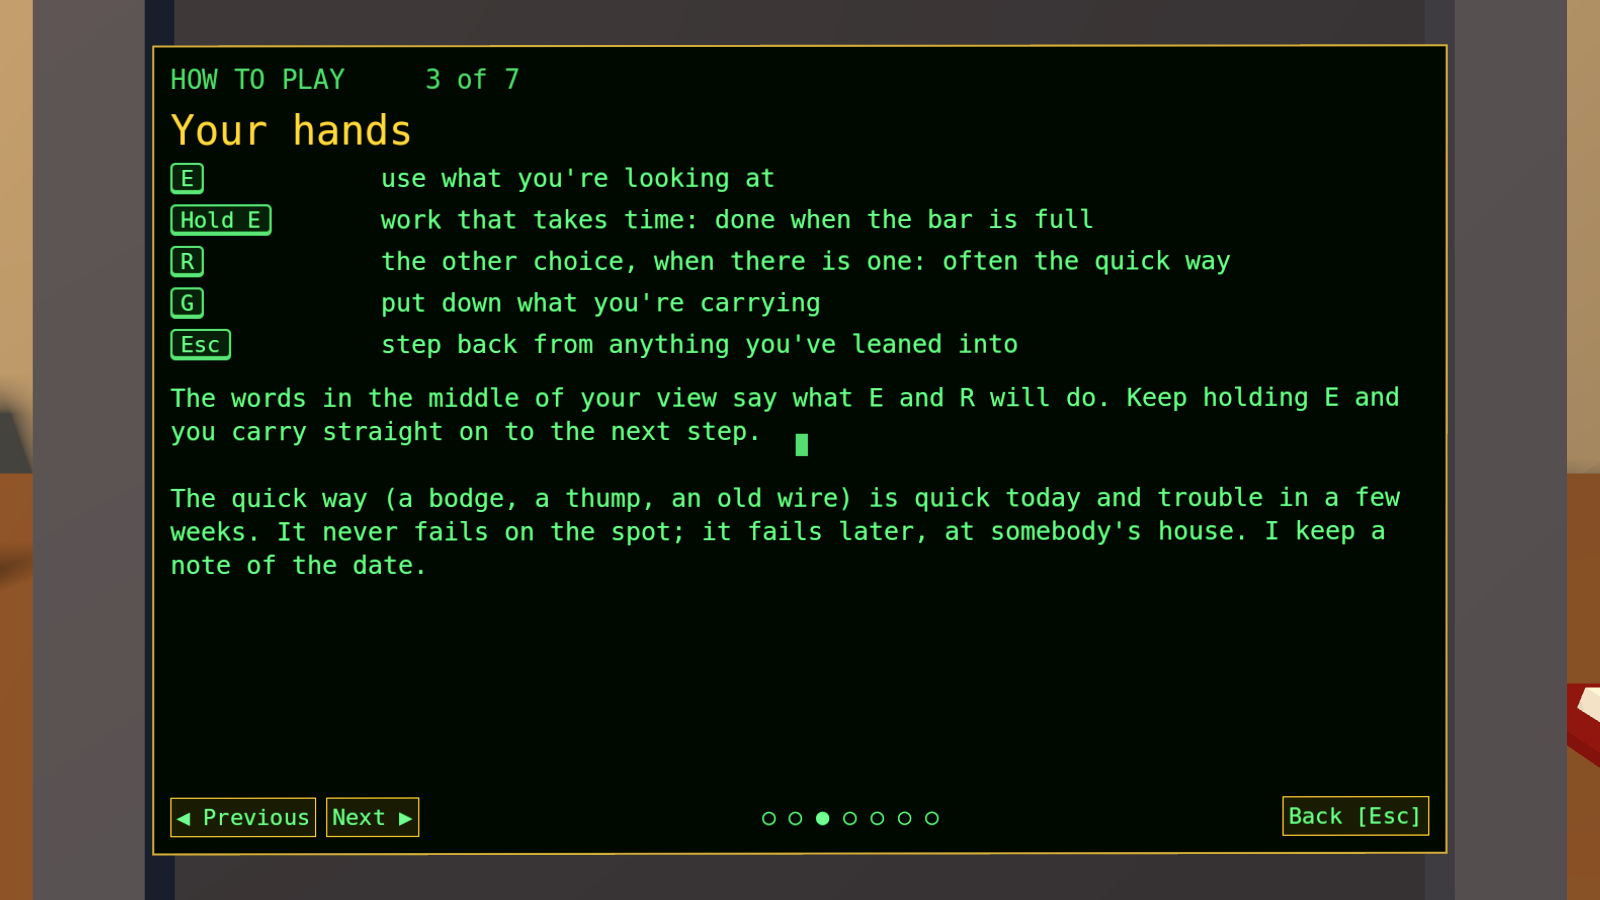 HOW TO PLAY 3 of 7
Your hands
E use what you're looking at
Hold E work that takes time: done when the bar is full
R the other choice, when there is one: often the quick way
G put down what you're carrying
Esc step back from anything you've leaned into
The words in the middle of your view say what E and R will do. Keep holding E and
you carry straight on to the next step.
The quick way (a bodge, a thump, an old wire) is quick today and trouble in a few
weeks. It never fails on the spot; it fails later, at somebody's house. I keep a
note of the date.
◀ Previous Next ▶ Back [Esc]